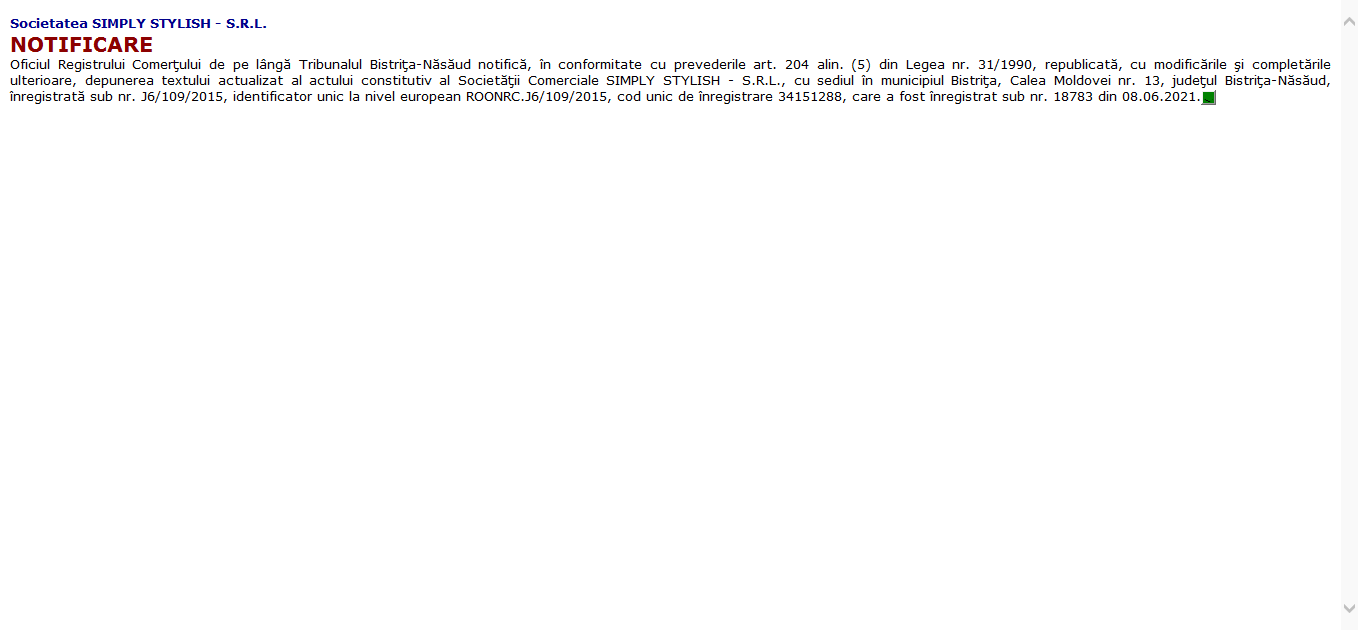 Societatea SIMPLY STYLISH - S.R.L.
NOTIFICARE
Oficiul Registrului Comerţului de pe lângă Tribunalul Bistriţa-Năsăud notifică, în conformitate cu prevederile art. 204 alin. (5) din Legea nr. 31/1990, republicată, cu modificările şi completările
ulterioare, depunerea textului actualizat al actului constitutiv al Societăţii Comerciale SIMPLY STYLISH - S.R.L., cu sediul în municipiul Bistriţa, Calea Moldovei nr. 13, judeţul Bistriţa-Năsăud,
înregistrată sub nr. J6/109/2015, identificator unic la nivel european ROONRC.J6/109/2015, cod unic de înregistrare 34151288, care a fost înregistrat sub nr. 18783 din 08.06.2021.